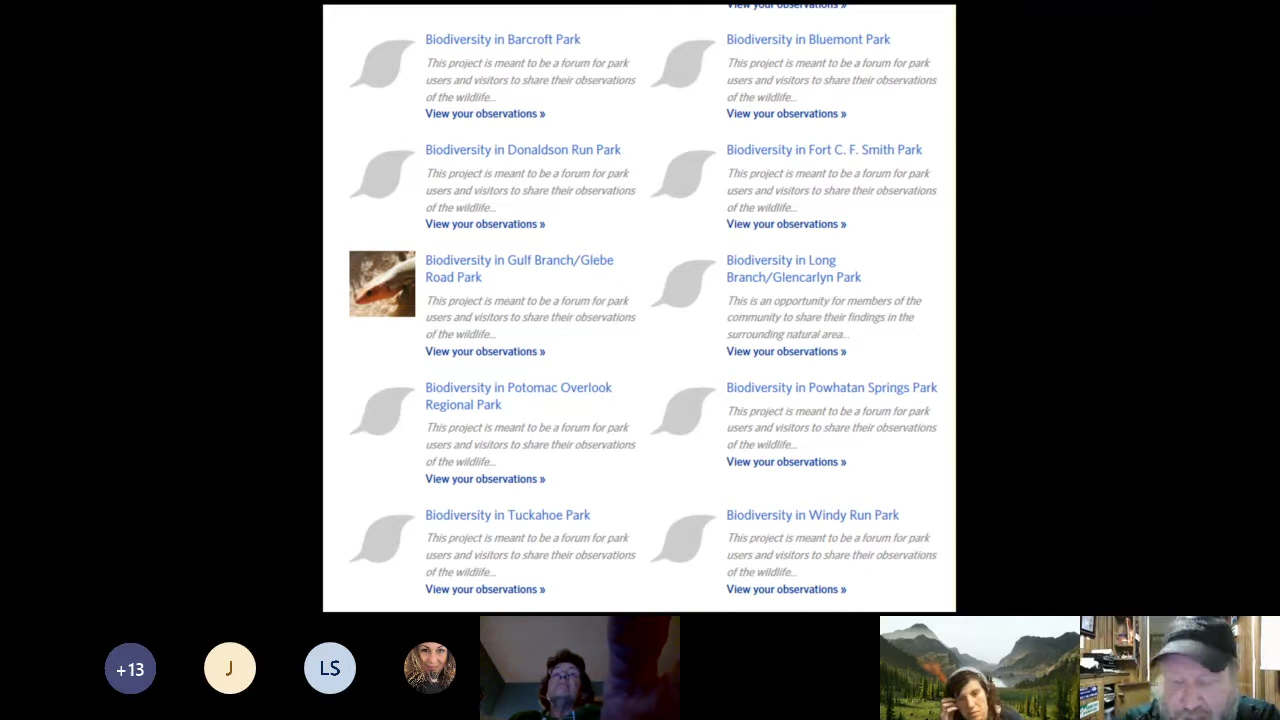 View your observations »
Biodiversity in Barcroft Park
This project is meant to be a forum for park
users and visitors to share their observations
of the wildlife...
View your observations »
Biodiversity in Bluemont Park
This project is meant to be a forum for park
users and visitors to share their observations
of the wildlife...
View your observations »
Biodiversity in Donaldson Run Park
This project is meant to be a forum for park
users and visitors to share their observations
of the wildlife...
View your observations »
Biodiversity in Fort C. F. Smith Park
This project is meant to be a forum for park
users and visitors to share their observations
of the wildlife...
View your observations »
Biodiversity in Gulf Branch/Glebe
Road Park
This project is meant to be a forum for park
users and visitors to share their observations
of the wildlife...
View your observations »
Biodiversity in Long
Branch/Glencarlyn Park
This is an opportunity for members of the
community to share their findings in the
surrounding natural area...
View your observations »
Biodiversity in Potomac Overlook
Regional Park
This project is meant to be a forum for park
users and visitors to share their observations
of the wildlife...
View your observations »
Biodiversity in Powhatan Springs Park
This project is meant to be a forum for park
users and visitors to share their observations
of the wildlife...
View your observations »
Biodiversity in Tuckahoe Park
This project is meant to be a forum for park
users and visitors to share their observations
of the wildlife...
View your observations »
Biodiversity in Windy Run Park
This project is meant to be a forum for park
users and visitors to share their observations
of the wildlife...
View your observations »
+13
J
LS